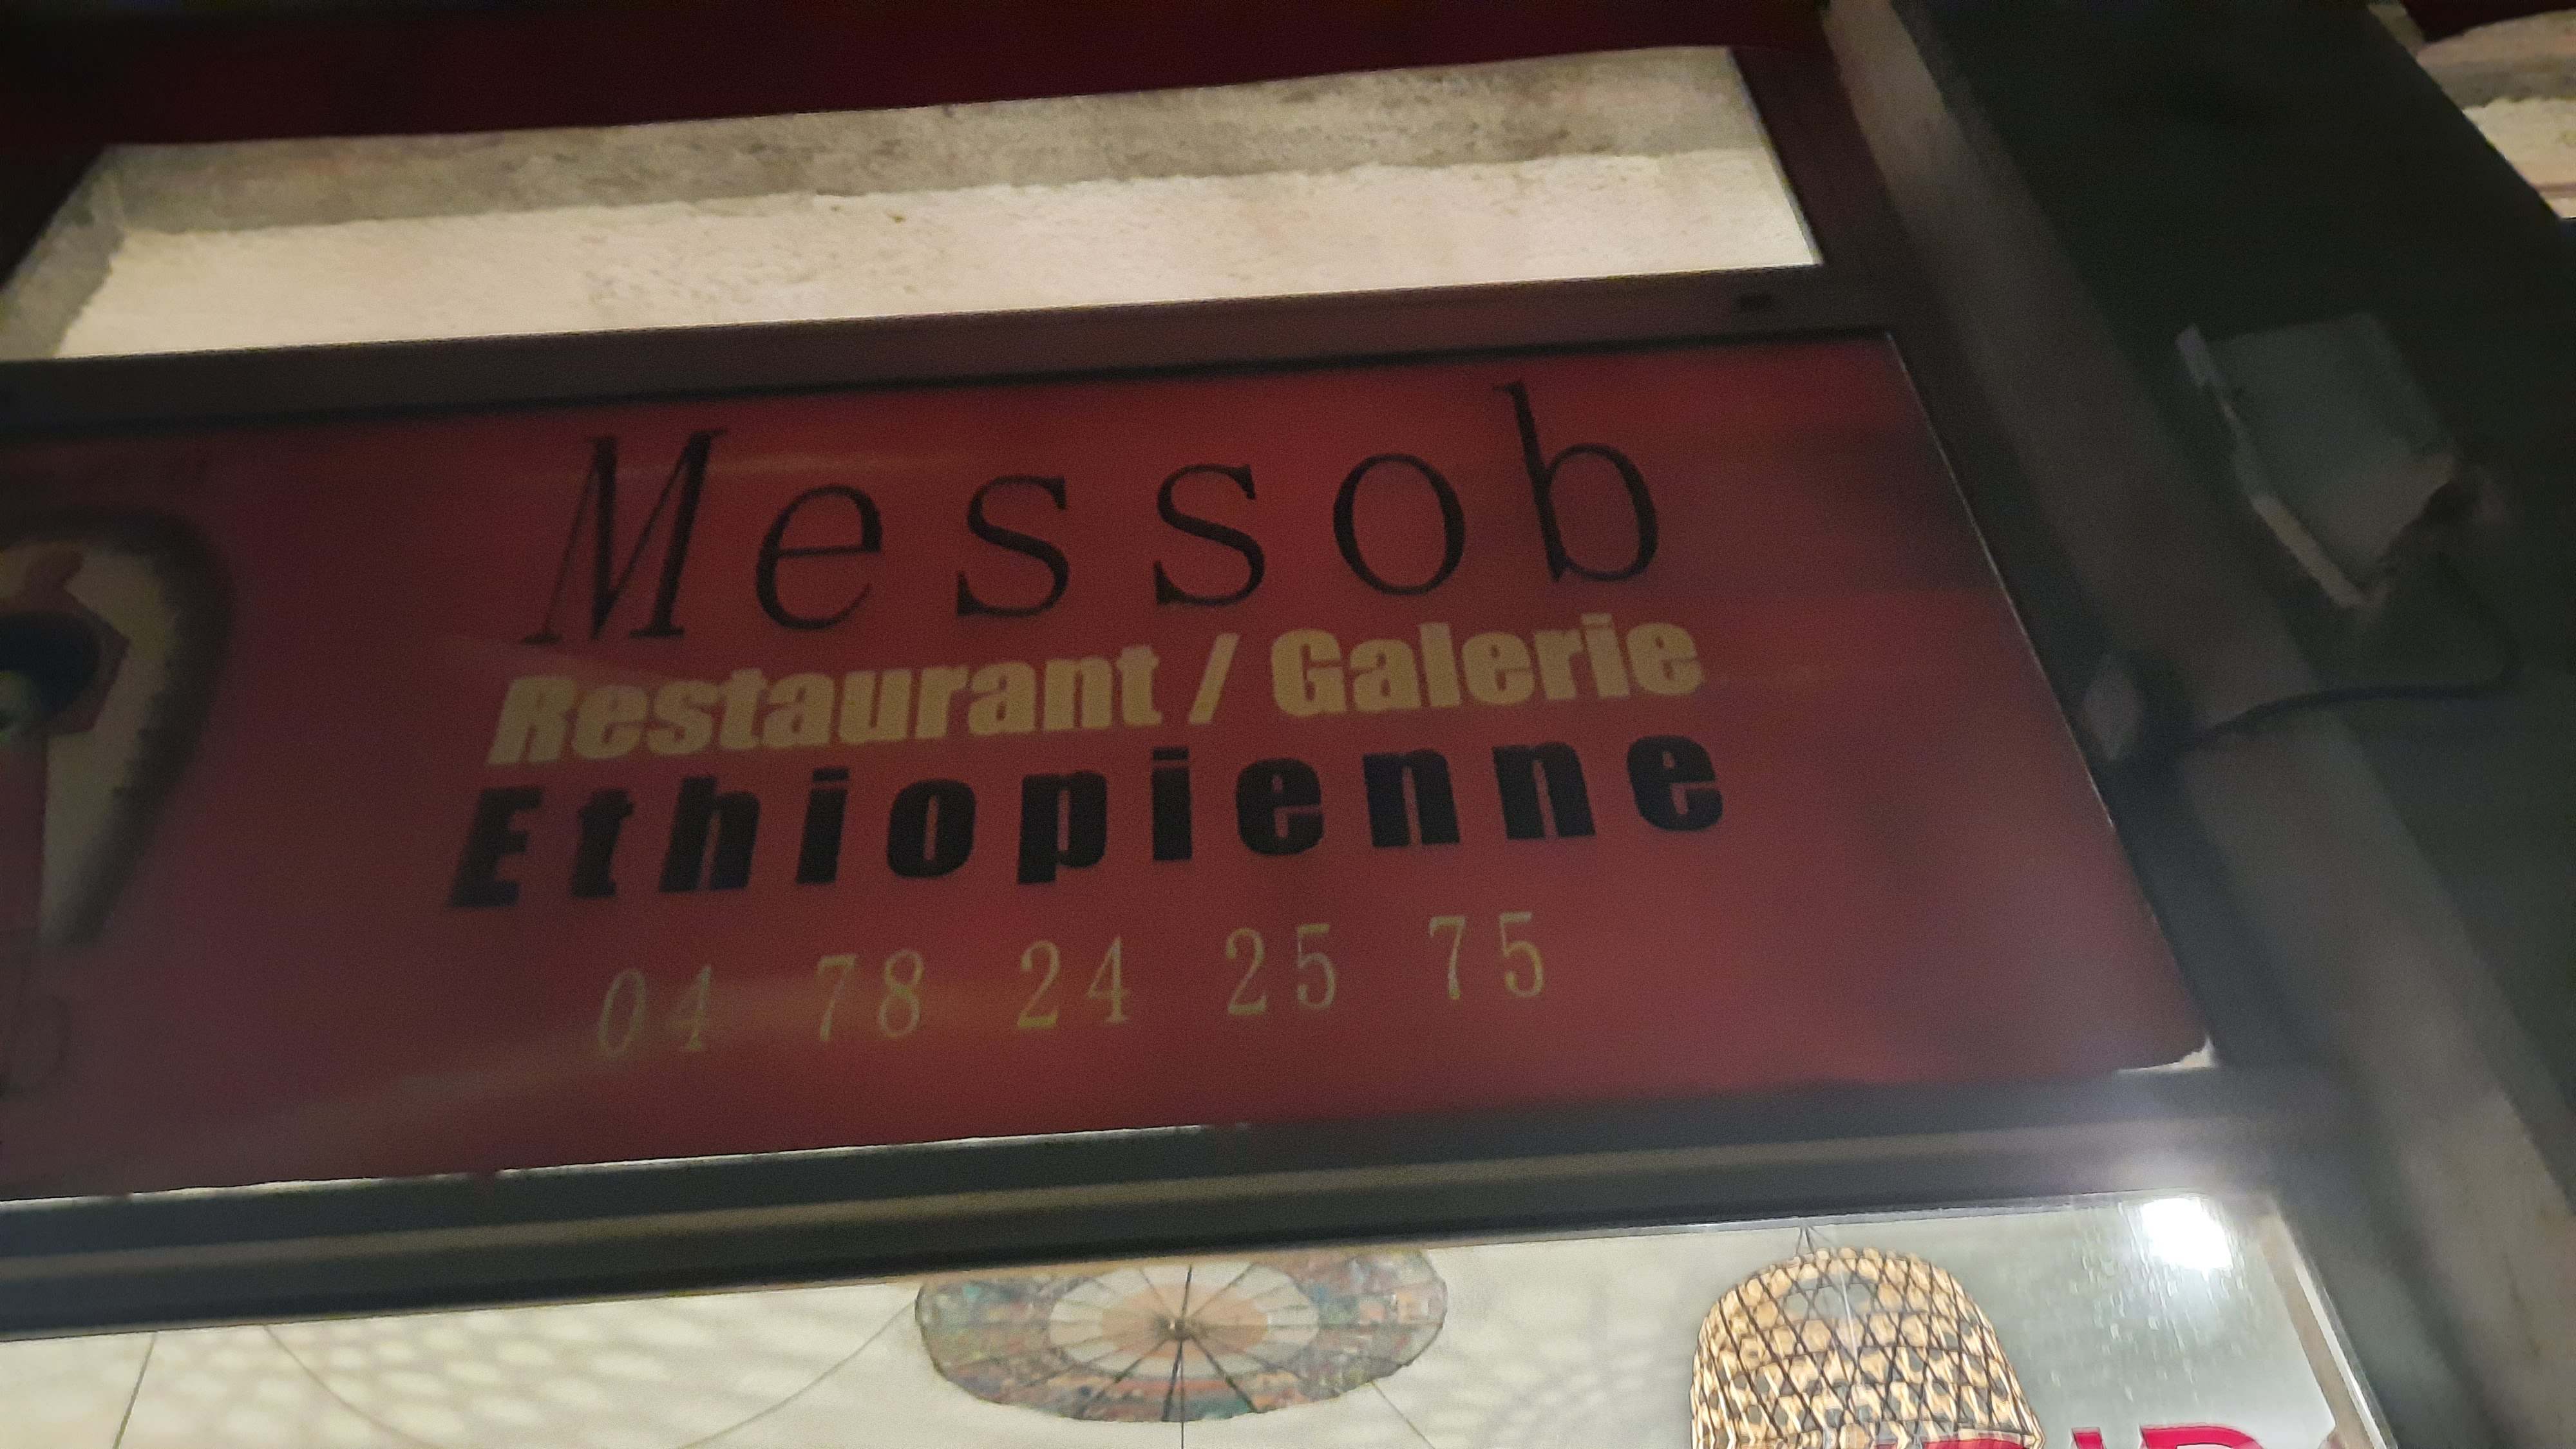 Messob
Restaurant / Galerie
Ethiopienne
04 78 24 25 75